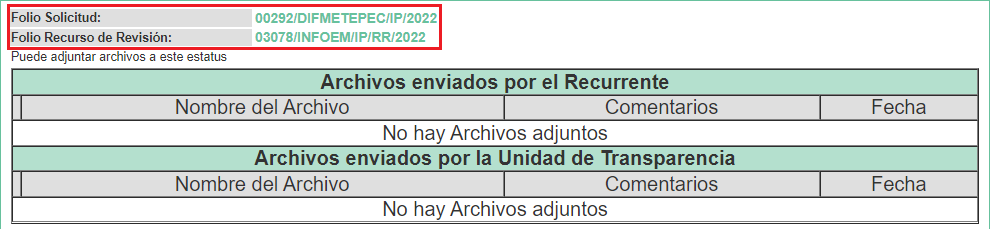 Folio Solicitud: 00292/DIFMETEPEC/IP/2022
Folio Recurso de Revisión: 03078/INFOEM/IP/RR/2022
Puede adjuntar archivos a este estatus
Archivos enviados por el Recurrente
Nombre del Archivo Comentarios Fecha
No hay Archivos adjuntos
Archivos enviados por la Unidad de Transparencia
Nombre del Archivo Comentarios Fecha
No hay Archivos adjuntos